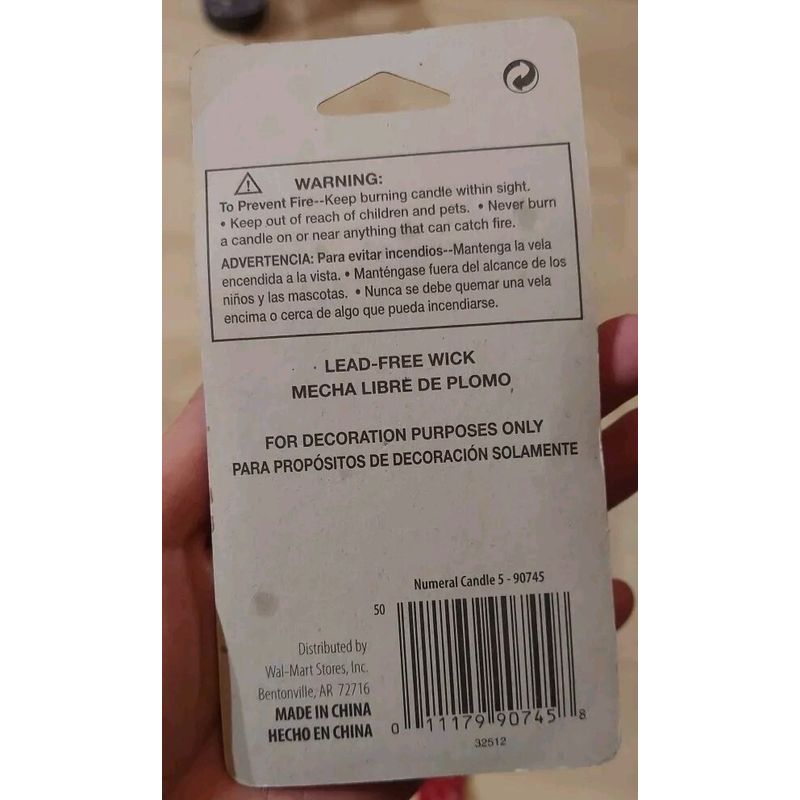 WARNING:
To Prevent Fire--Keep burning candle within sight.
• Keep out of reach of children and pets. • Never burn
a candle on or near anything that can catch fire.
ADVERTENCIA: Para evitar incendios--Mantenga la vela
encendida a la vista. • Manténgase fuera del alcance de los
niños y las mascotas. • Nunca se debe quemar una vela
encima o cerca de algo que pueda incendiarse.
LEAD-FREE WICK
MECHA LIBRE DE PLOMO
FOR DECORATION PURPOSES ONLY
PARA PROPÓSITOS DE DECORACIÓN SOLAMENTE
Numeral Candle 5 - 90745
50
Distributed by
Wal-Mart Stores, Inc.
Bentonville, AR 72716
MADE IN CHINA
HECHO EN CHINA
0 11179 90745 8
32512